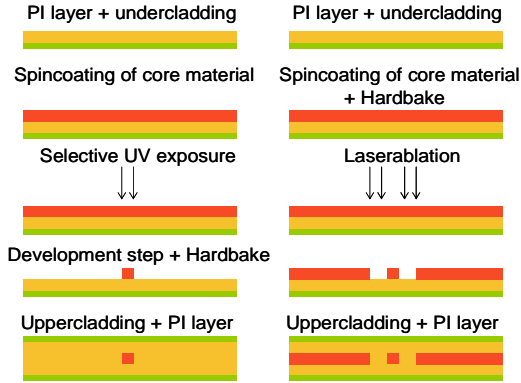 PI layer + undercladding
PI layer + undercladding
Spincoating of core material
Spincoating of core material
+ Hardbake
Selective UV exposure
Laserablation
Development step + Hardbake
Uppercladding + PI layer
Uppercladding + PI layer